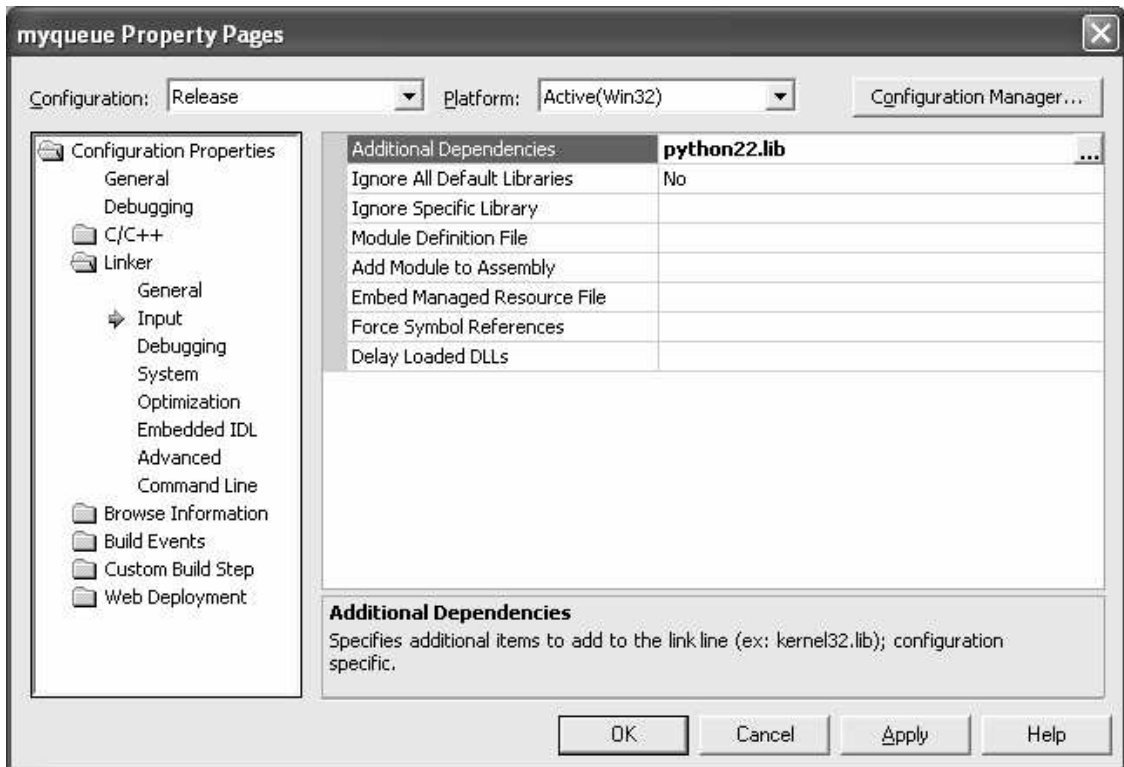 myqueue Property Pages
Configuration: Release Platform: Active(Win32) Configuration Manager...
Configuration Properties
General
Debugging
C/C++
Linker
General
Input
Debugging
System
Optimization
Embedded IDL
Advanced
Command Line
Browse Information
Build Events
Custom Build Step
Web Deployment
Additional Dependencies python22.lib ...
Ignore All Default Libraries No
Ignore Specific Library
Module Definition File
Add Module to Assembly
Embed Managed Resource File
Force Symbol References
Delay Loaded DLLs
Additional Dependencies
Specifies additional items to add to the link line (ex: kernel32.lib); configuration
specific.
OK Cancel Apply Help